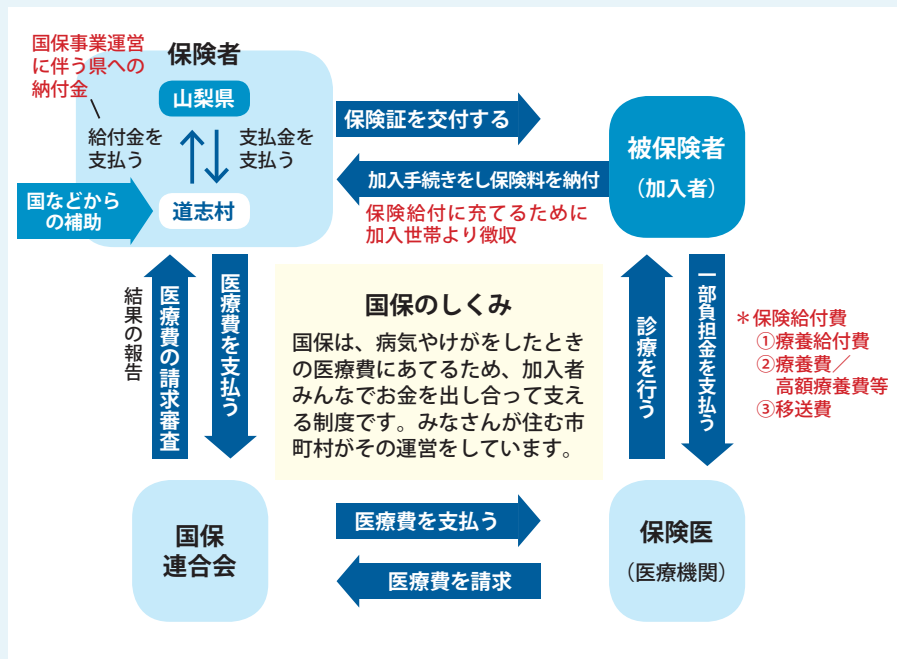 国保事業運営
に伴う県への
納付金
保険者
山梨県
給付金を
支払う
支払金を
支払う
国などから
の補助
道志村
保険証を交付する
加入手続きをし保険料を納付
保険給付に充てるために
加入世帯より徴収
被保険者
（加入者）
結果の報告
医療費の請求審査
医療費を支払う
国保のしくみ
国保は、病気やけがをしたとき
の医療費にあてるため、加入者
みんなでお金を出し合って支え
る制度です。みなさんが住む市
町村がその運営をしています。
診療を行う
一部負担金を支払う
＊保険給付費
①療養給付費
②療養費／
高額療養費等
③移送費
国保
連合会
医療費を支払う
医療費を請求
保険医
（医療機関）